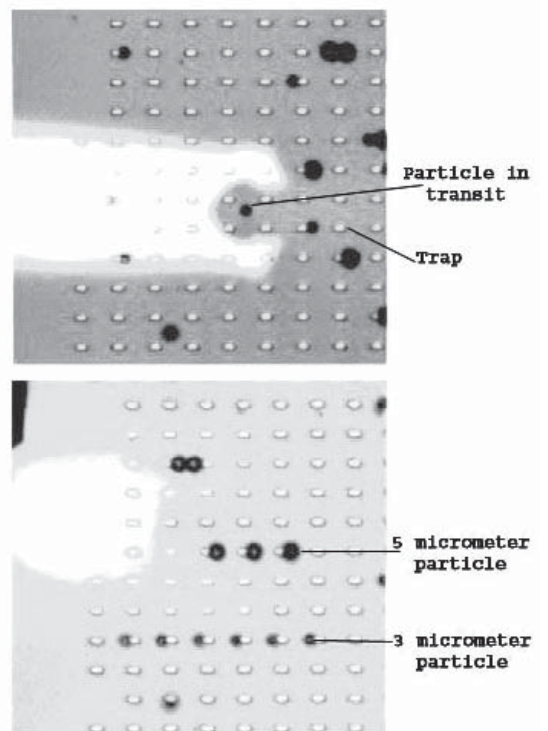 Particle in
transit
Trap
5 micrometer
particle
3 micrometer
particle